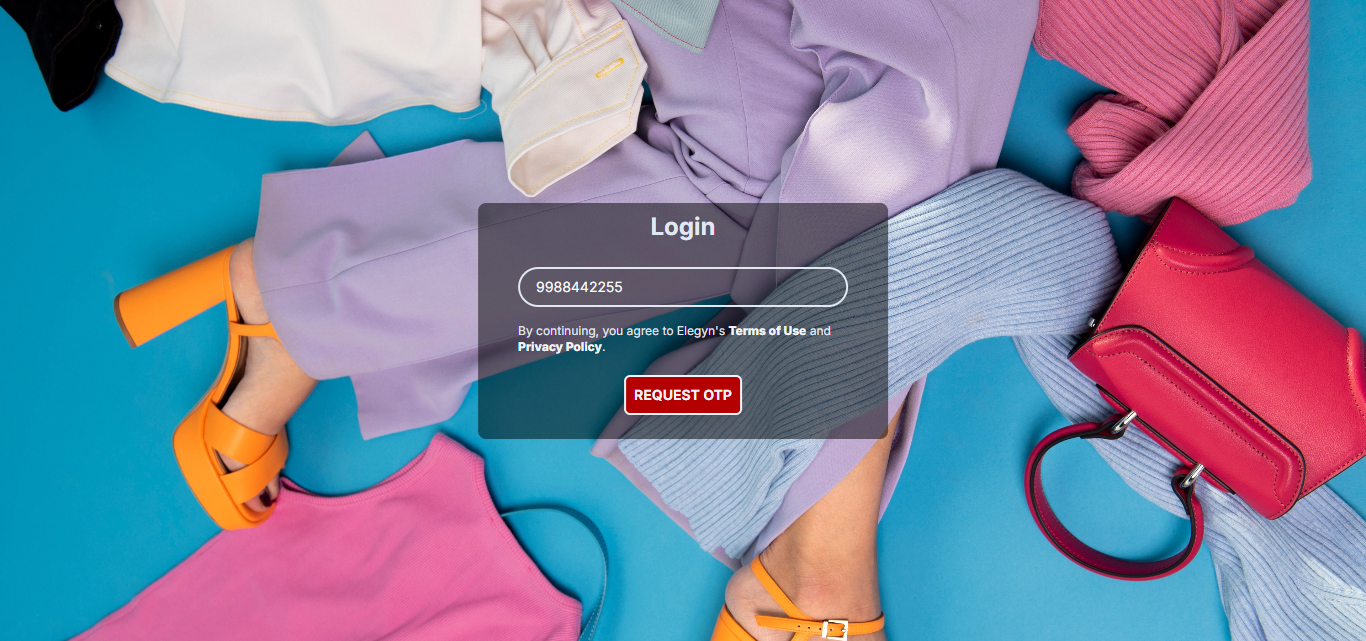 Login
9988442255
By continuing, you agree to Elegyn's Terms of Use and
Privacy Policy.
REQUEST OTP